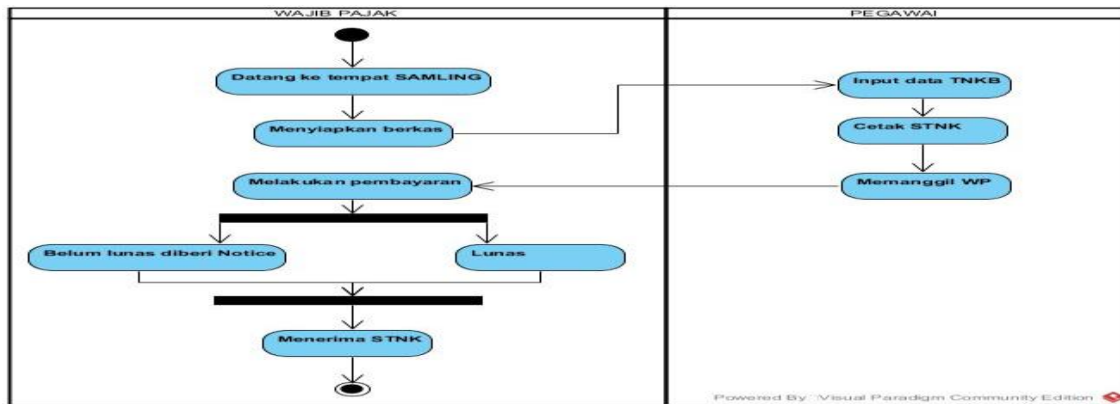 WAJIB PAJAK
PEGAWAI
Datang ke tempat SAMLING
Menyiapkan berkas
Input data TNKB
Cetak STNK
Memanggil WP
Melakukan pembayaran
Belum lunas diberi Notice
Lunas
Menerima STNK
Powered By Visual Paradigm Community Edition